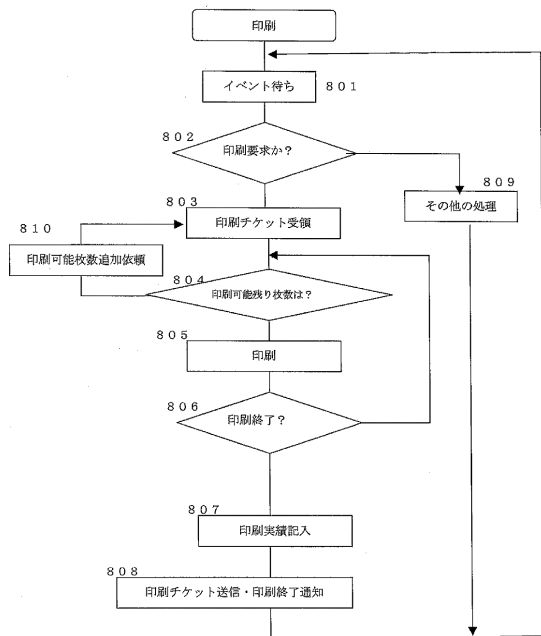 印刷
イベント待ち
801
802
印刷要求か？
803
印刷チケット受領
809
その他の処理
810
印刷可能枚数追加依頼
804
印刷可能残り枚数は？
805
印刷
806
印刷終了？
807
印刷実績記入
808
印刷チケット送信・印刷終了通知